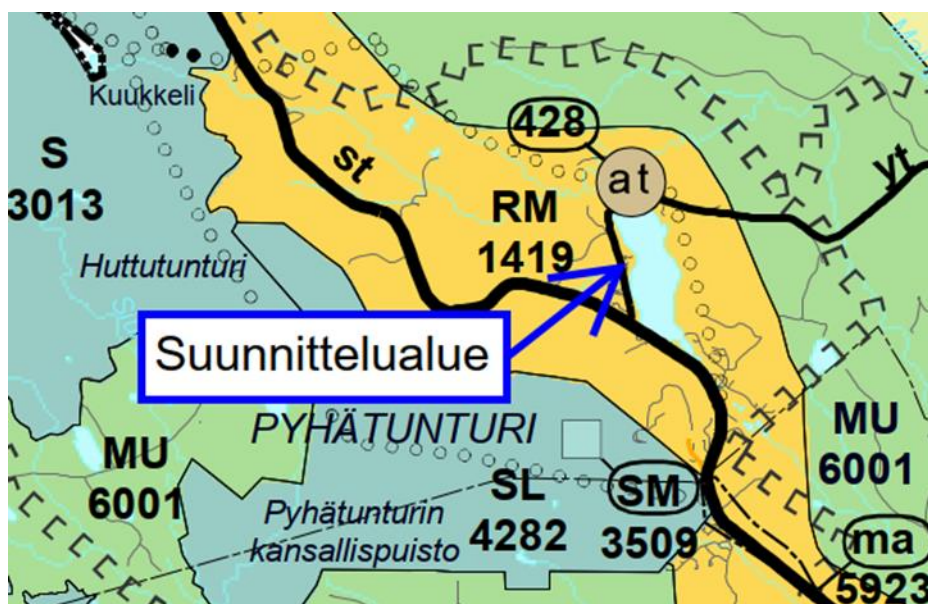 Kuukkeli
S
3013
428
st
at
yt
RM
1419
Huttutunturi
Suunnittelualue
PYHÄTUNTURI
MU
6001
MU
6001
SL
4282
SM
3509
Pyhätunturin
kansallispuisto
ma
5923